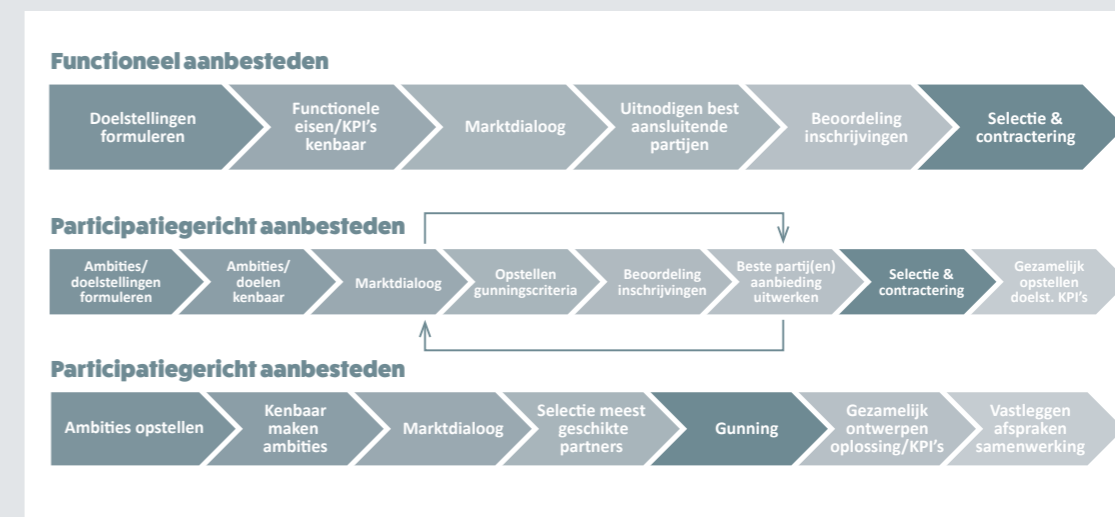 Functioneel aanbesteden
Doelstellingen
formuleren
Functionele
eisen/KPI's
kenbaar
Marktdialoog
Uitnodigen best
aansluitende
partijen
Beoordeling
inschrijvingen
Selectie &
contractering
Participatiegericht aanbesteden
Ambities/
doelstellingen
formuleren
Ambities/
doelen
kenbaar
Marktdialoog
Opstellen
gunningscriteria
Beoordeling
inschrijvingen
Beste partij(en)
aanbieding
uitwerken
Selectie &
contractering
Gezamelijk
opstellen
doelst. KPI's
Participatiegericht aanbesteden
Ambities opstellen
Kenbaar
maken
ambities
Marktdialoog
Selectie meest
geschikte
partners
Gunning
Gezamelijk
ontwerpen
oplossing/KPI's
Vastleggen
afspraken
samenwerking